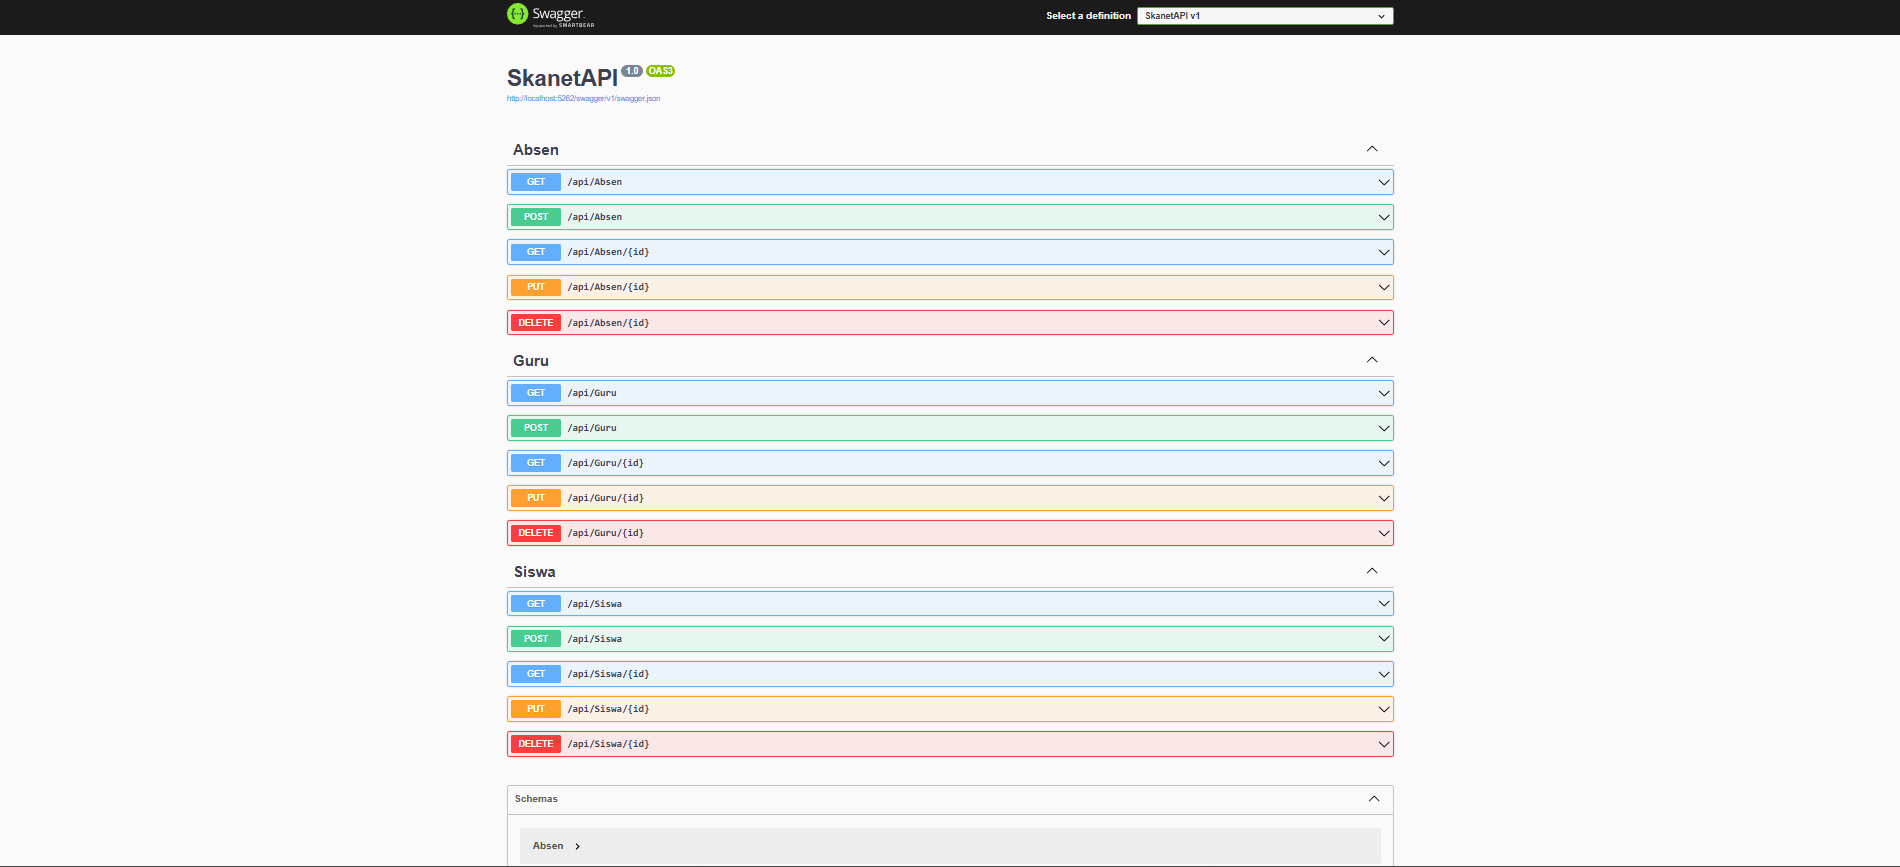 Swagger.
Supported by SMARTBEAR
Select a definition
SkanetAPI v1
SkanetAPI 1.0 OAS3
http://localhost:5262/swagger/v1/swagger.json
Absen
GET /api/Absen
POST /api/Absen
GET /api/Absen/{id}
PUT /api/Absen/{id}
DELETE /api/Absen/{id}
Guru
GET /api/Guru
POST /api/Guru
GET /api/Guru/{id}
PUT /api/Guru/{id}
DELETE /api/Guru/{id}
Siswa
GET /api/Siswa
POST /api/Siswa
GET /api/Siswa/{id}
PUT /api/Siswa/{id}
DELETE /api/Siswa/{id}
Schemas
Absen